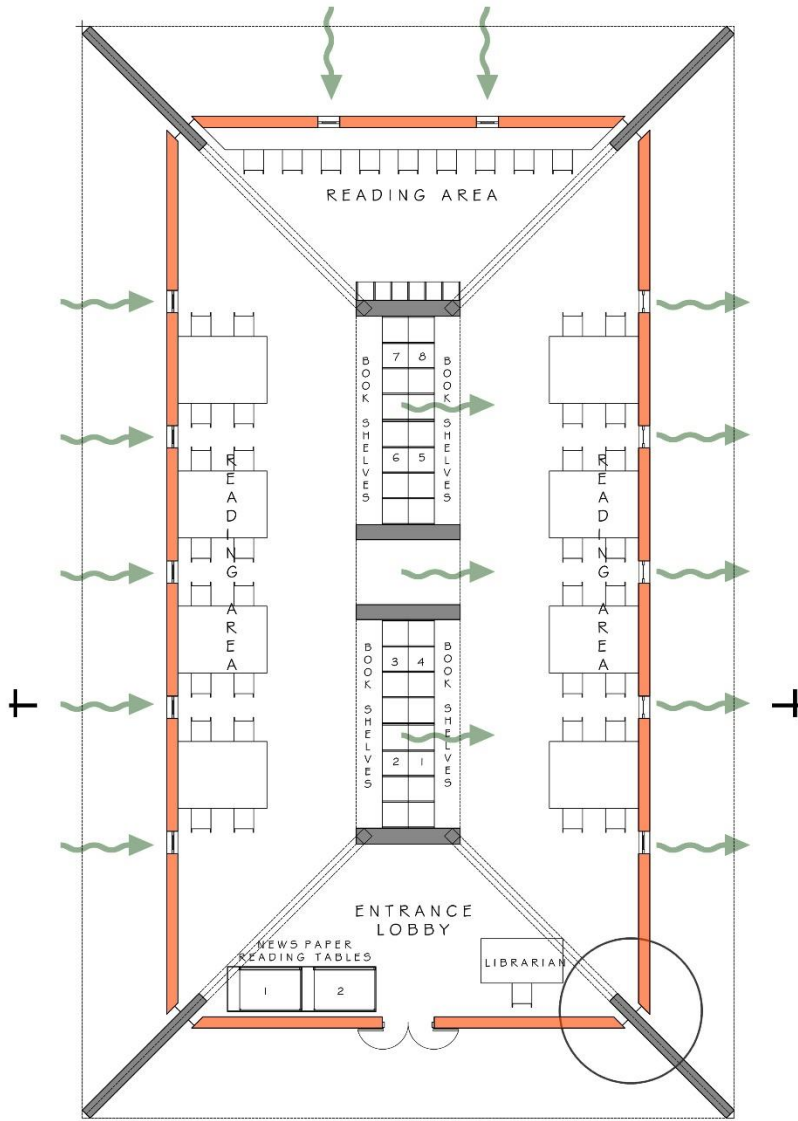 READING AREA
BOOK SHELVES
7 8
BOOK SHELVES
6 5
READING AREA
READING AREA
BOOK SHELVES
3 4
BOOK SHELVES
2 1
ENTRANCE
LOBBY
NEWS PAPER
READING TABLES
1 2
LIBRARIAN